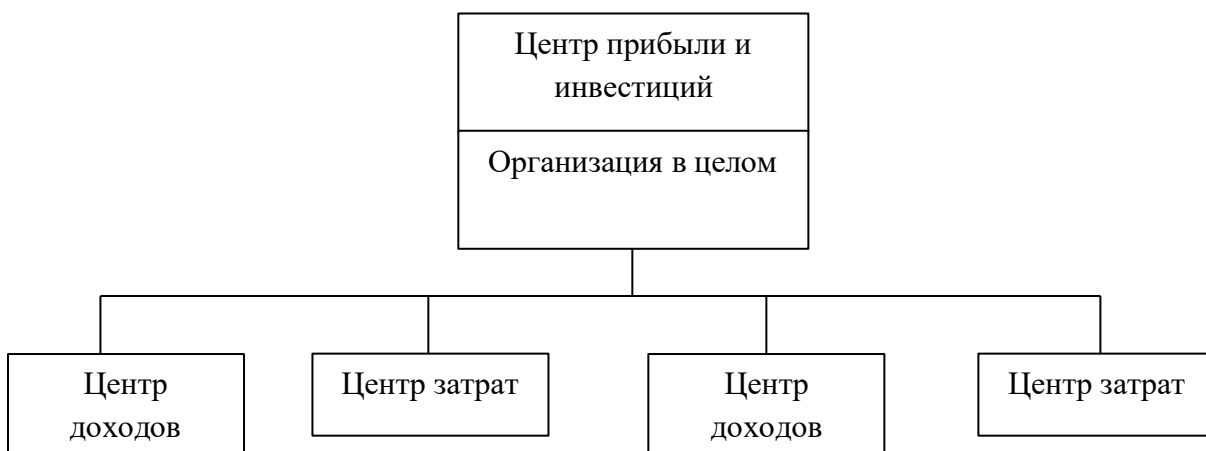 Центр прибыли и
инвестиций
Организация в целом
Центр
доходов
Центр затрат
Центр
доходов
Центр затрат